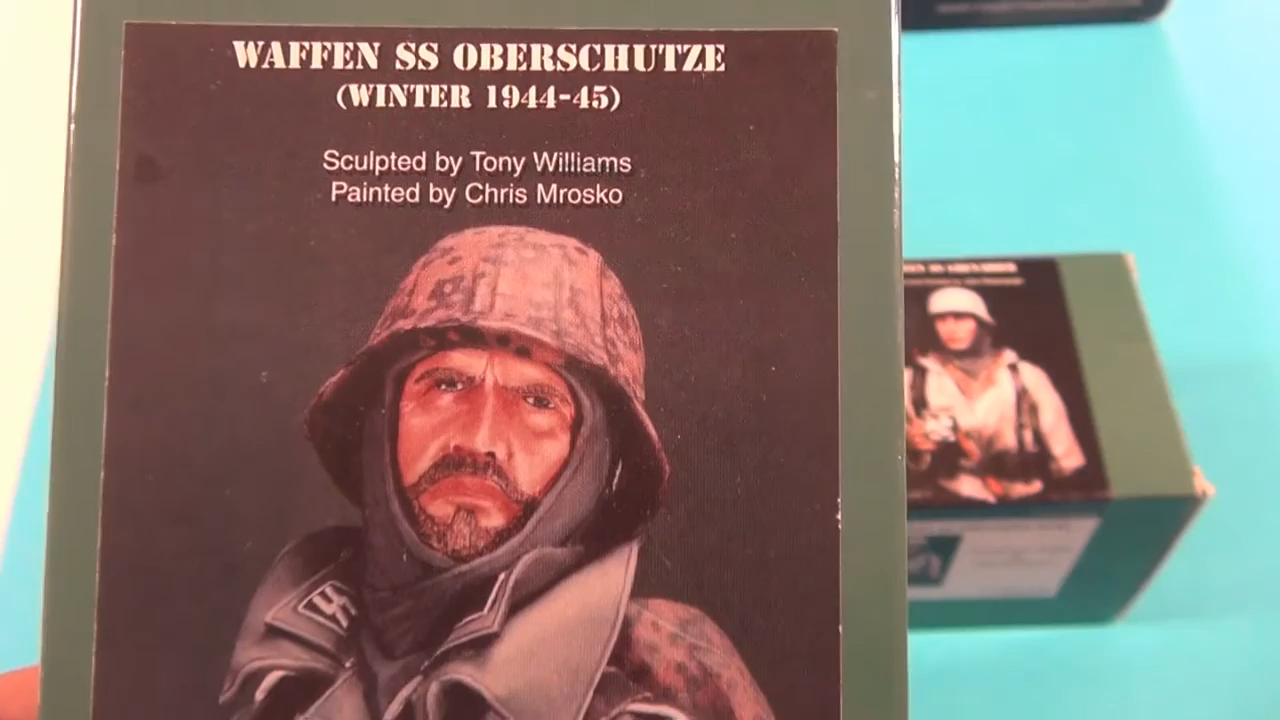 WAFFEN SS OBERSCHUTZE
(WINTER 1944-45)
Sculpted by Tony Williams
Painted by Chris Mrosko